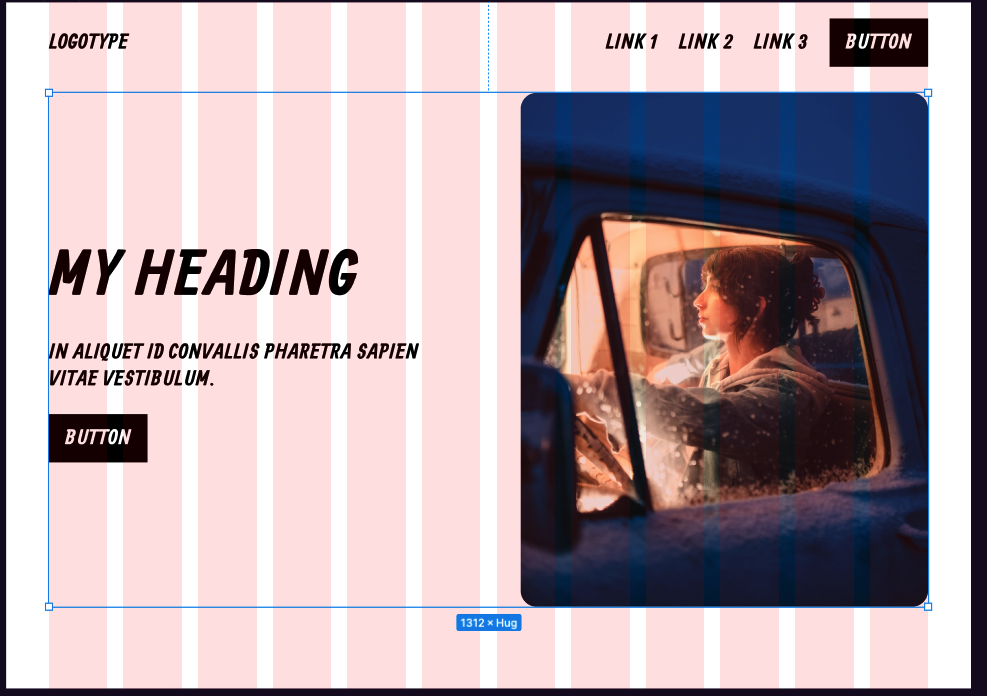 LOGOTYPE
LINK 1 LINK 2 LINK 3 BUTTON
MY HEADING
IN ALIQUET ID CONVALLIS PHARETRA SAPIEN
VITAE VESTIBULUM.
BUTTON
1312 × Hug